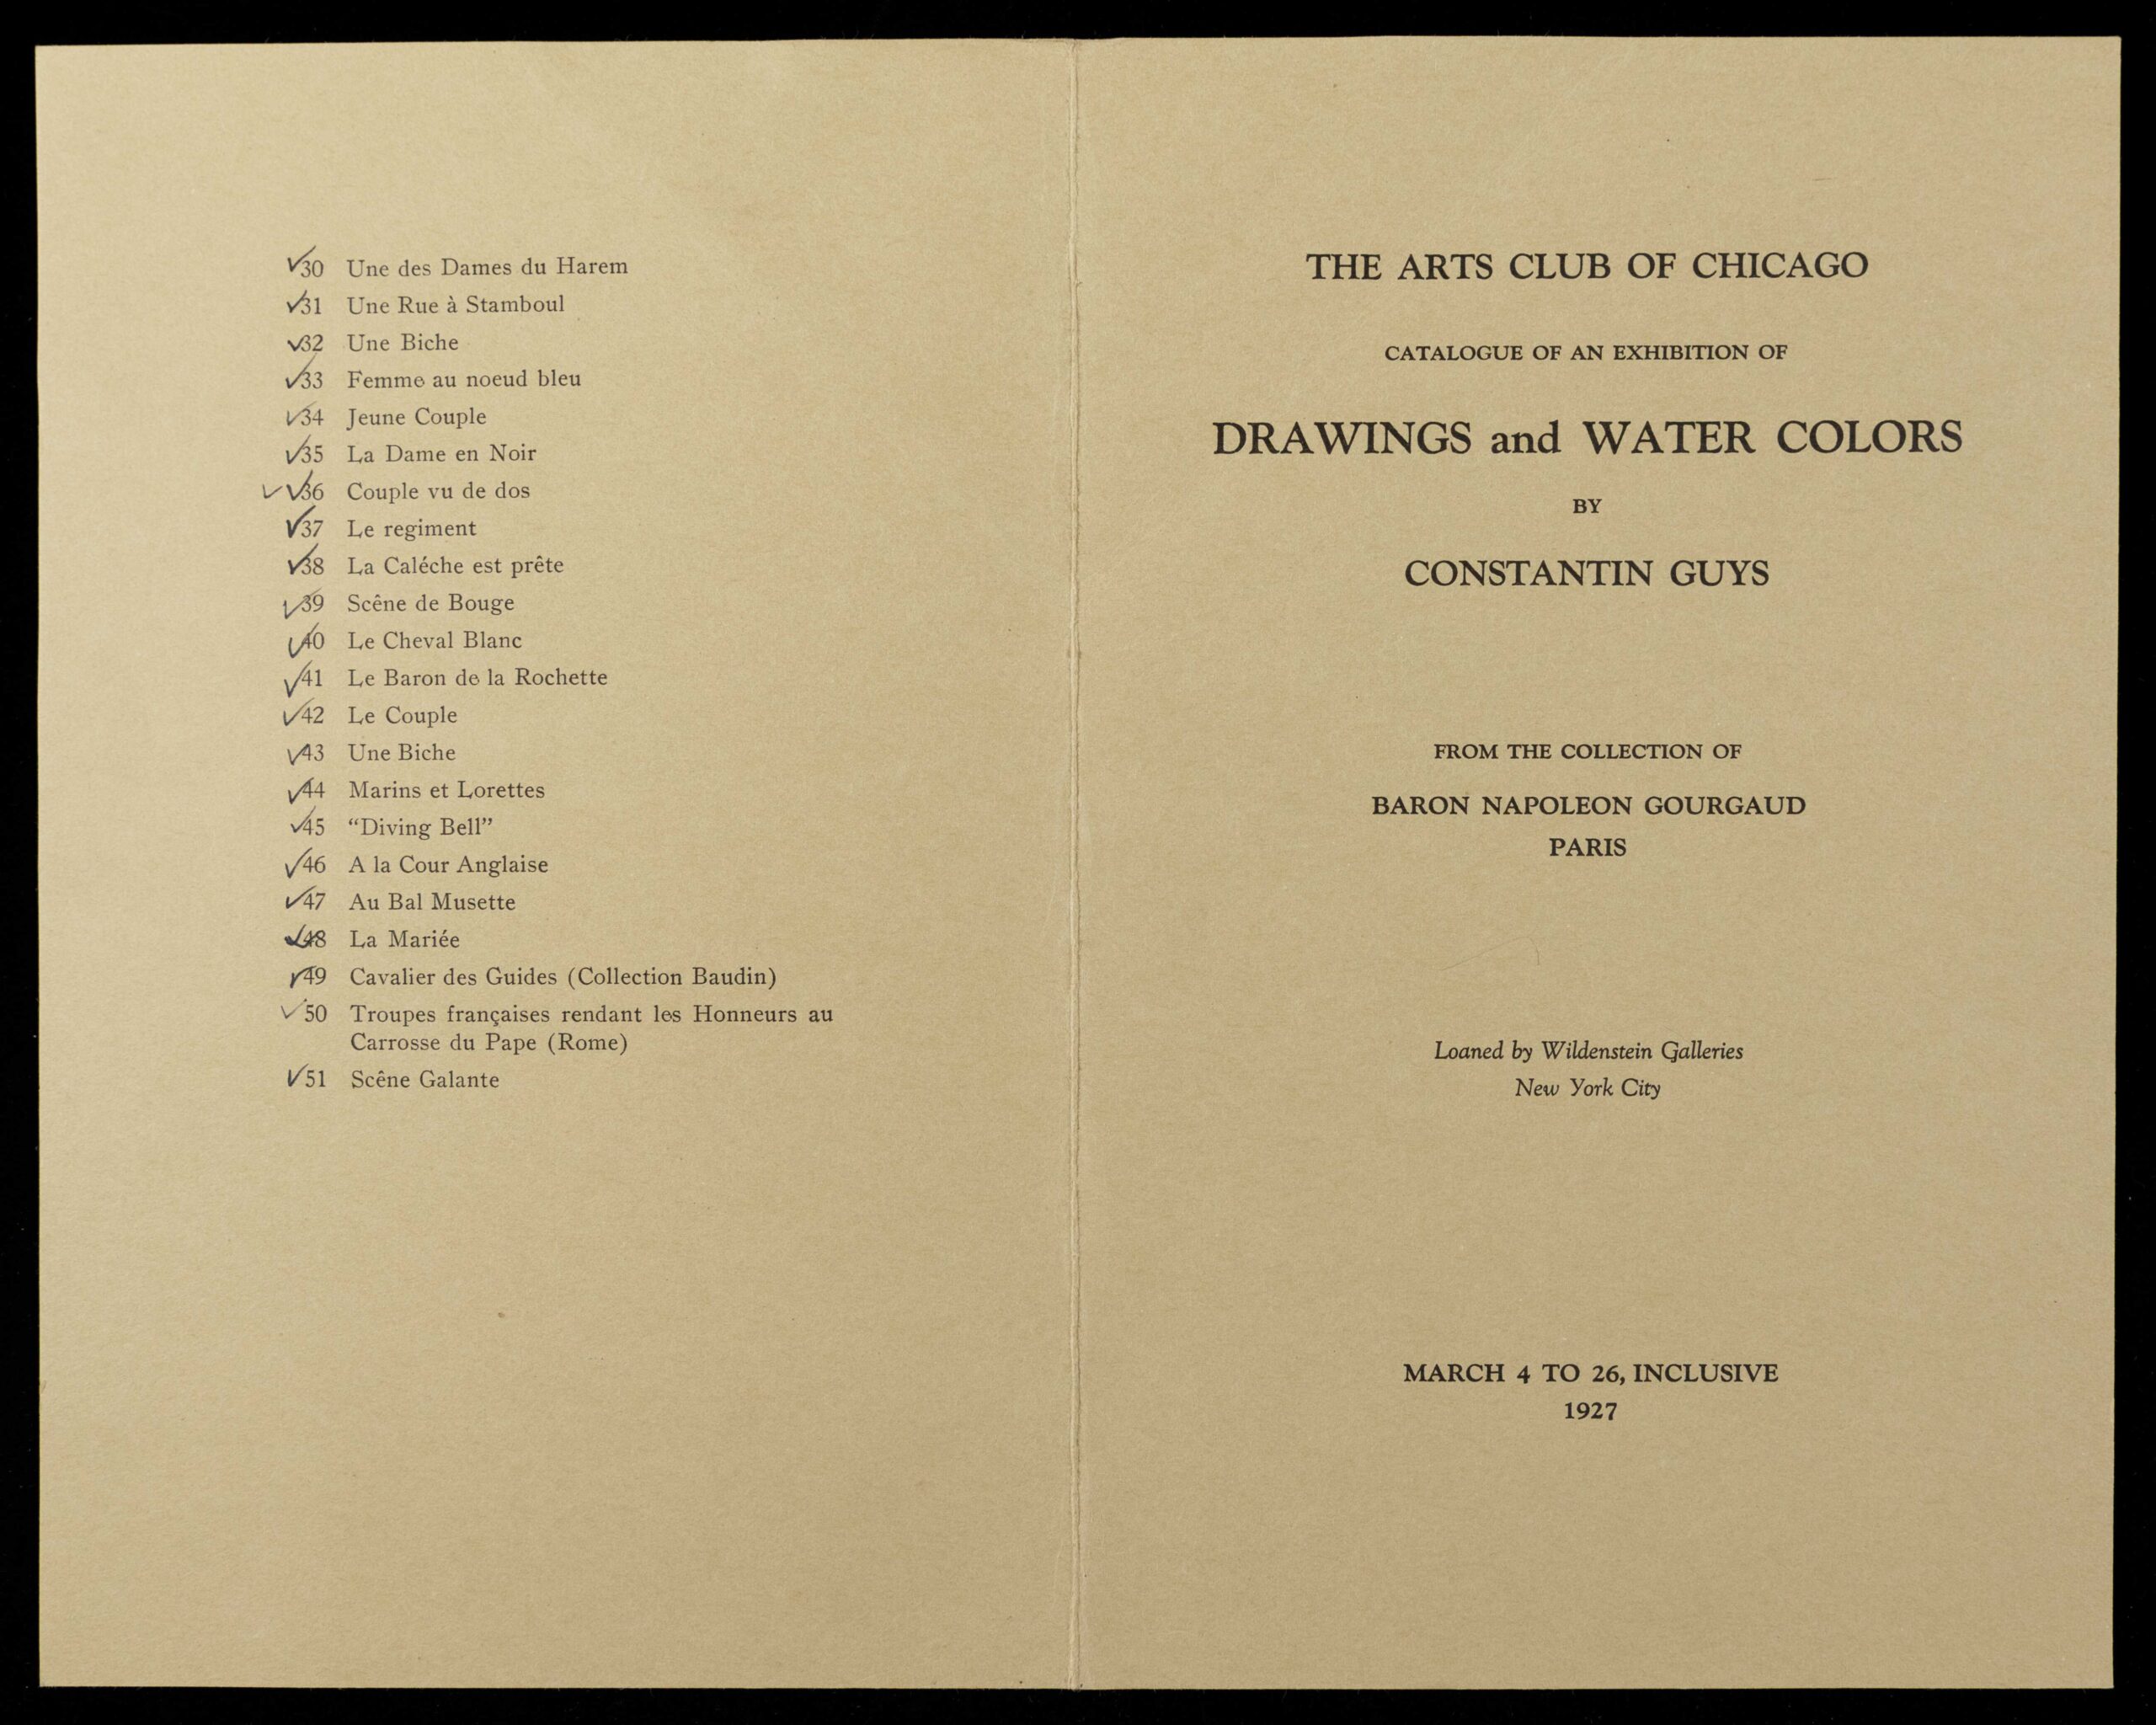 ✓30 Une des Dames du Harem
✓31 Une Rue à Stamboul
✓32 Une Biche
✓33 Femme au noeud bleu
✓34 Jeune Couple
✓35 La Dame en Noir
✓✓36 Couple vu de dos
✓37 Le regiment
✓38 La Caléche est prête
✓39 Scêne de Bouge
✓40 Le Cheval Blanc
✓41 Le Baron de la Rochette
✓42 Le Couple
✓43 Une Biche
✓44 Marins et Lorettes
✓45 “Diving Bell”
✓46 A la Cour Anglaise
✓47 Au Bal Musette
✓48 La Mariée
✓49 Cavalier des Guides (Collection Baudin)
✓50 Troupes françaises rendant les Honneurs au
Carrosse du Pape (Rome)
✓51 Scêne Galante
THE ARTS CLUB OF CHICAGO
CATALOGUE OF AN EXHIBITION OF
DRAWINGS and WATER COLORS
BY
CONSTANTIN GUYS
FROM THE COLLECTION OF
BARON NAPOLEON GOURGAUD
PARIS
Loaned by Wildenstein Galleries
New York City
MARCH 4 TO 26, INCLUSIVE
1927